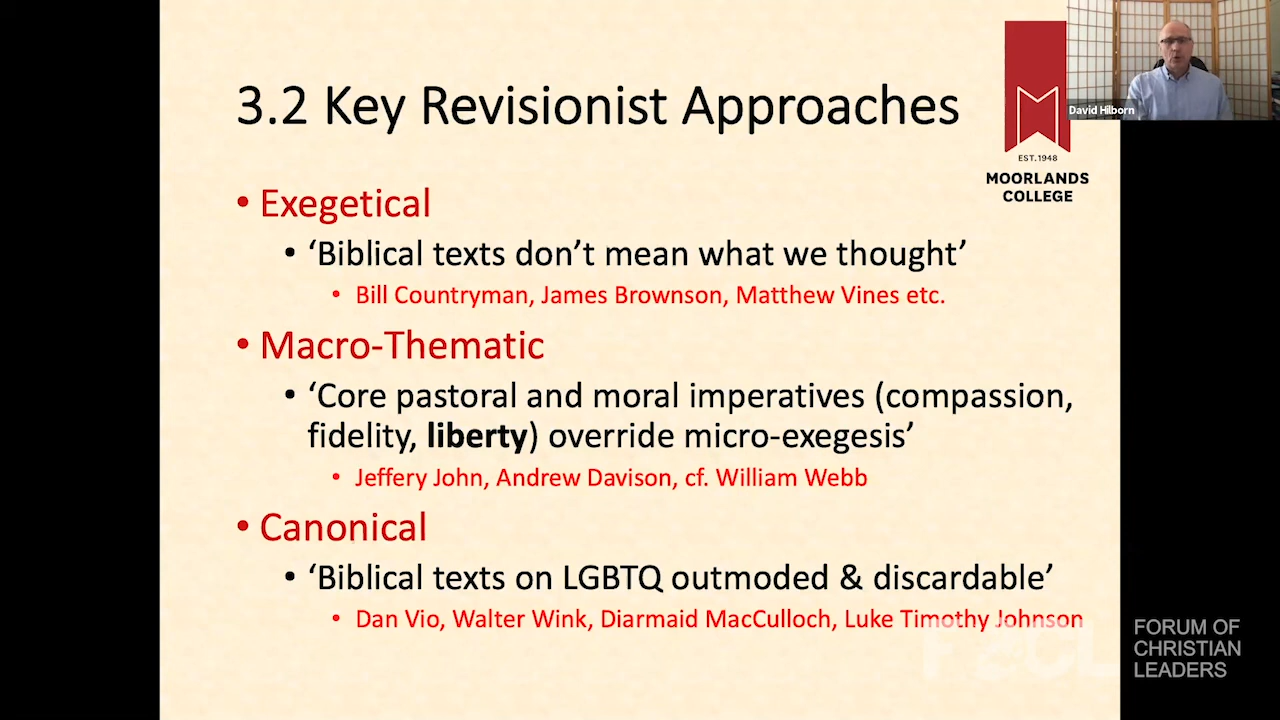 3.2 Key Revisionist Approaches
EST. 1948
MOORLANDS
COLLEGE
David Hilborn
• Exegetical
• ‘Biblical texts don’t mean what we thought’
• Bill Countryman, James Brownson, Matthew Vines etc.
• Macro-Thematic
• ‘Core pastoral and moral imperatives (compassion,
fidelity, liberty) override micro-exegesis’
• Jeffery John, Andrew Davison, cf. William Webb
• Canonical
• ‘Biblical texts on LGBTQ outmoded & discardable’
• Dan Vio, Walter Wink, Diarmaid MacCulloch, Luke Timothy Johnson
FORUM OF
CHRISTIAN
LEADERS